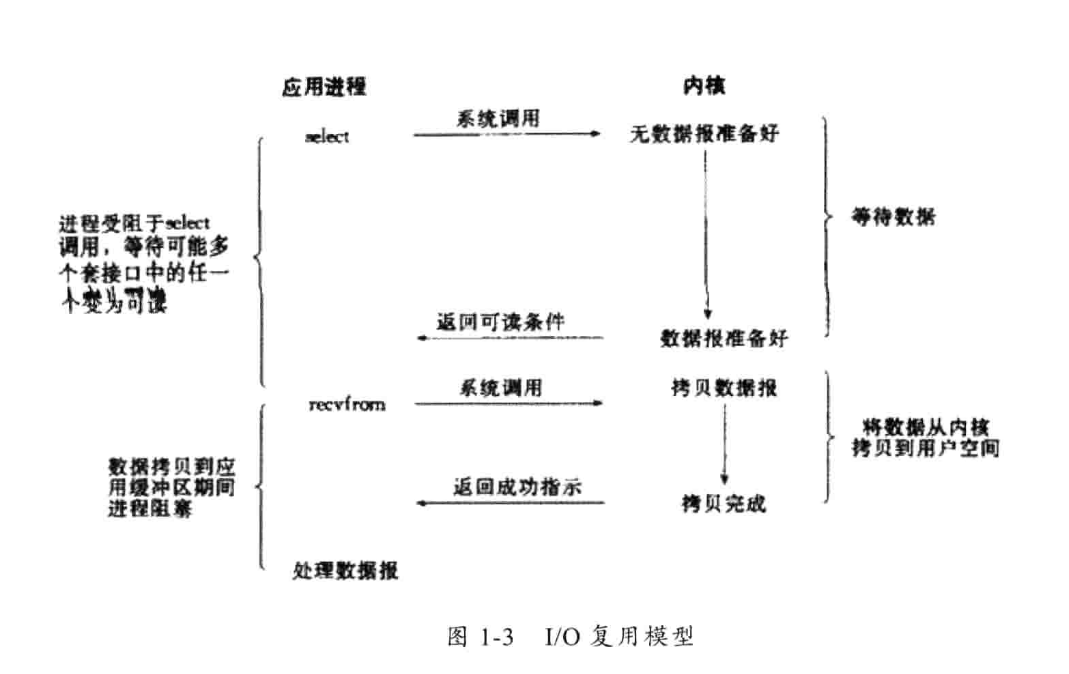 应用进程
内核
系统调用
select
无数据报准备好
进程受阻于select
调用，等待可能多
个套接口中的任一
个变为可读
等待数据
返回可读条件
数据报准备好
系统调用
recvfrom
拷贝数据报
将数据从内核
拷贝到用户空间
数据拷贝到应
用缓冲区期间
进程阻塞
返回成功指示
拷贝完成
处理数据报
图 1-3 I/O 复用模型